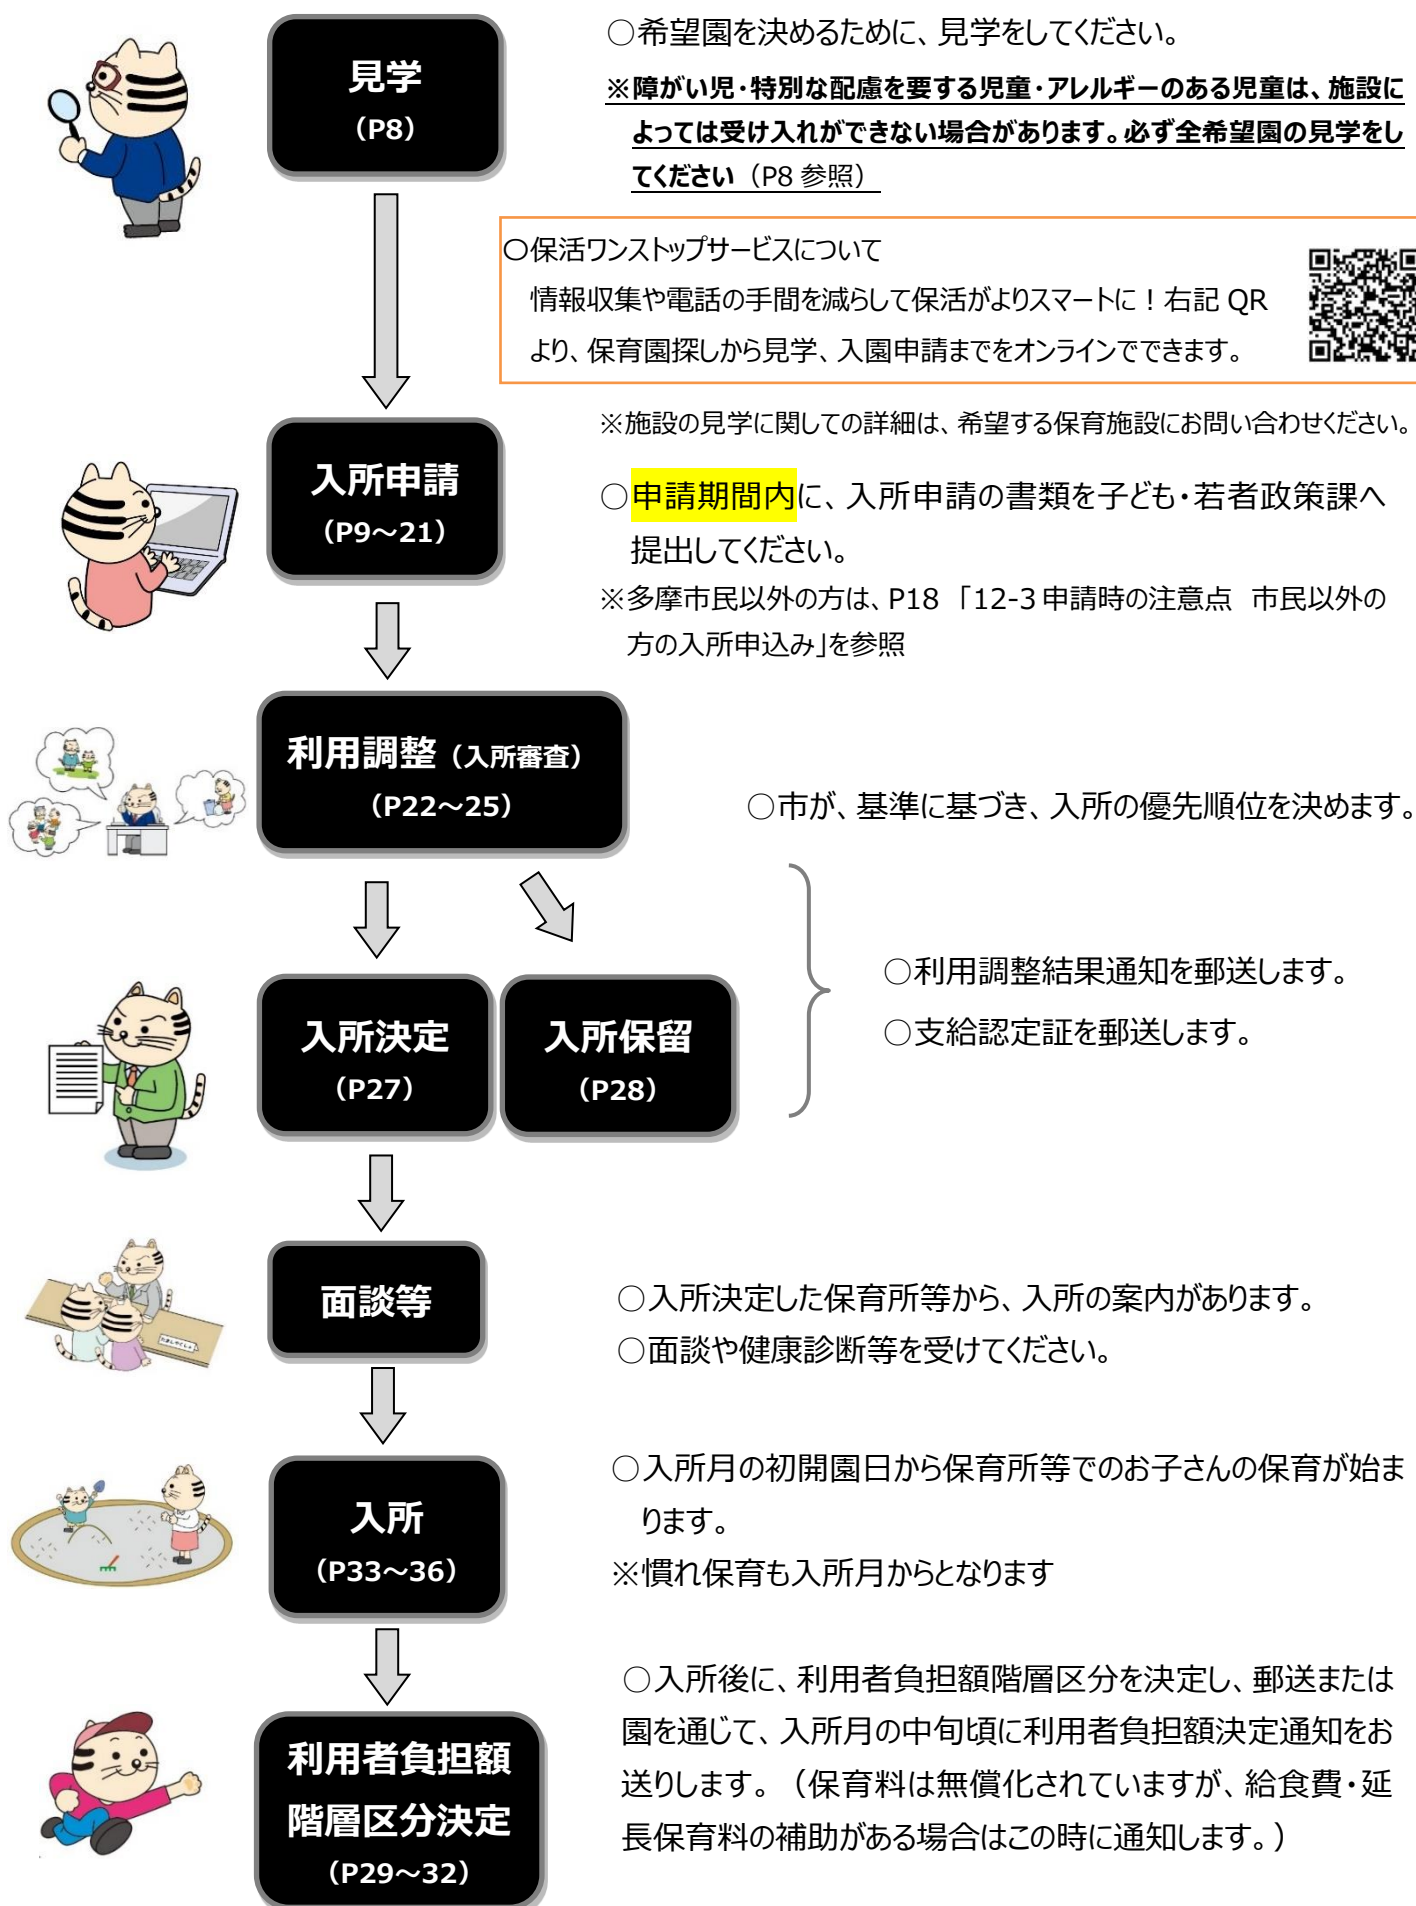 見学
（P8）
○希望園を決めるために、見学をしてください。
※障がい児・特別な配慮を要する児童・アレルギーのある児童は、施設に
よっては受け入れができない場合があります。必ず全希望園の見学をし
てください（P8 参照）
○保活ワンストップサービスについて
情報収集や電話の手間を減らして保活がよりスマートに！右記 QR
より、保育園探しから見学、入園申請までをオンラインでできます。
※施設の見学に関しての詳細は、希望する保育施設にお問い合わせください。
入所申請
（P9～21）
○申請期間内に、入所申請の書類を子ども・若者政策課へ
提出してください。
※多摩市民以外の方は、P18 「12-3 申請時の注意点　市民以外の
方の入所申込み」を参照
利用調整（入所審査）
（P22～25）
○市が、基準に基づき、入所の優先順位を決めます。
入所決定
（P27）
入所保留
（P28）
○利用調整結果通知を郵送します。
○支給認定証を郵送します。
面談等
○入所決定した保育所等から、入所の案内があります。
○面談や健康診断等を受けてください。
入所
（P33～36）
○入所月の初開園日から保育所等でのお子さんの保育が始ま
ります。
※慣れ保育も入所月からとなります
利用者負担額
階層区分決定
（P29～32）
○入所後に、利用者負担額階層区分を決定し、郵送または
園を通じて、入所月の中旬頃に利用者負担額決定通知をお
送りします。（保育料は無償化されていますが、給食費・延
長保育料の補助がある場合はこの時に通知します。）